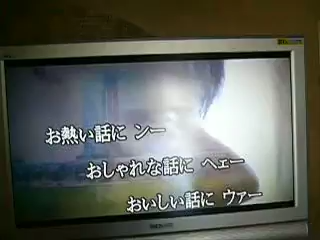 お熱い話に ンー
おしゃれな話に ヘェー
おいしい話に ウァー